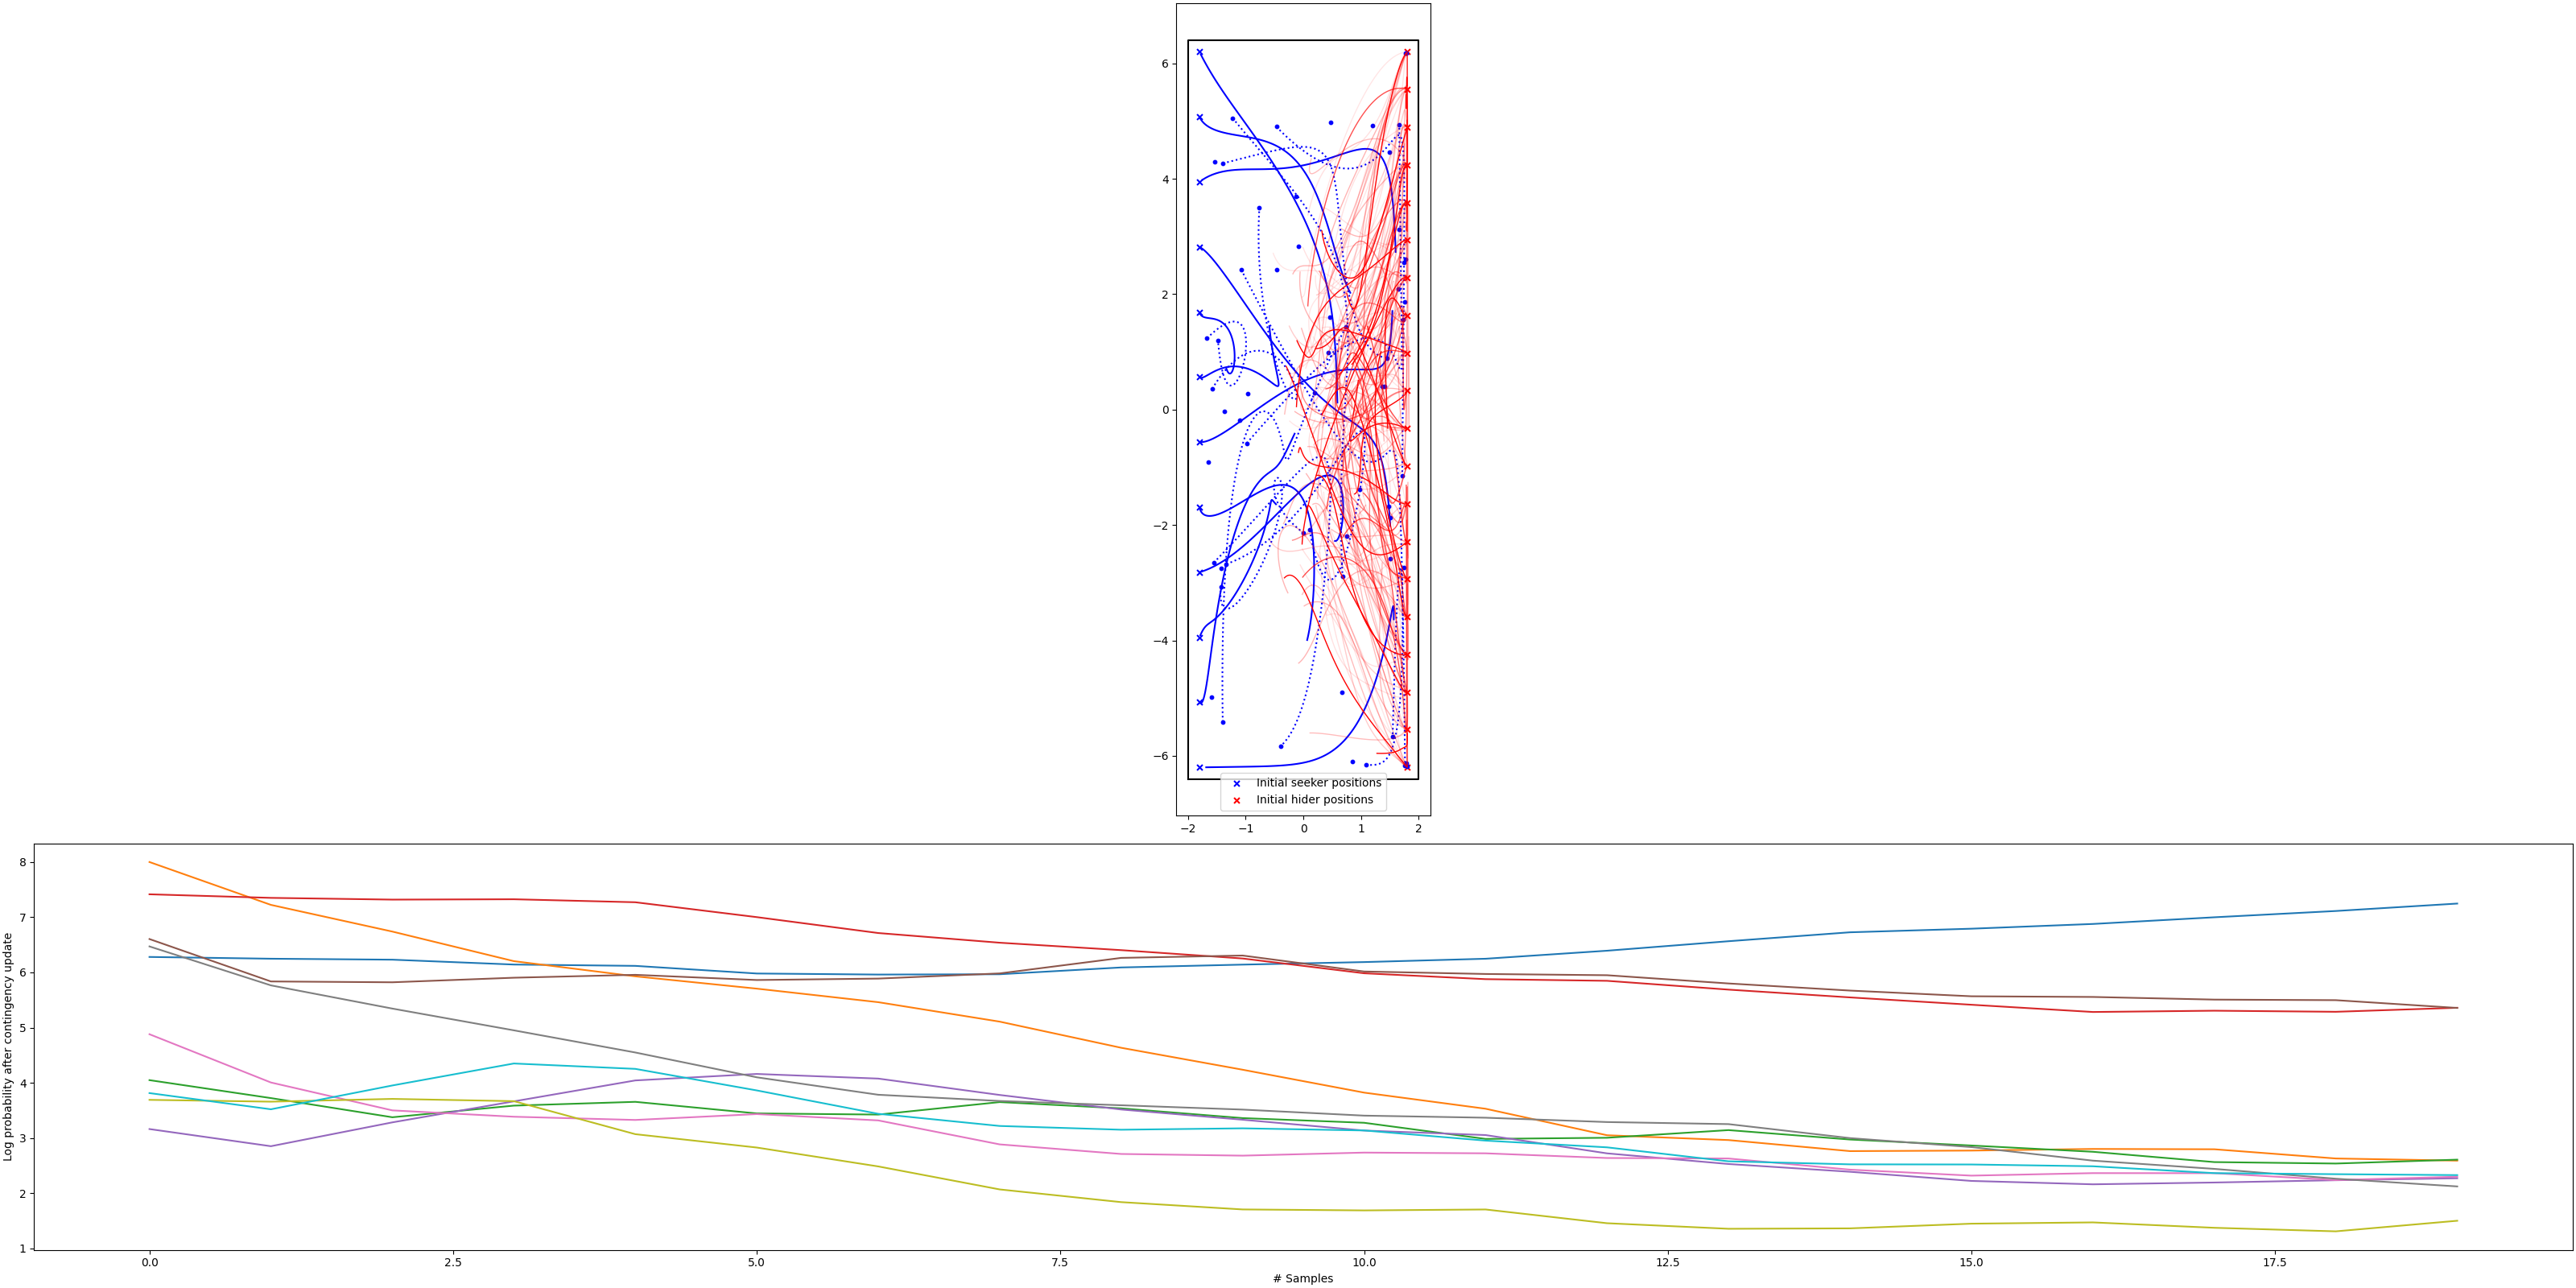 6
4
2
0
−2
−4
−6
Initial seeker positions
Initial hider positions
−2 −1 0 1 2
Log probability after contingency update
8
7
6
5
4
3
2
1
0.0 2.5 5.0 7.5 10.0 12.5 15.0 17.5
# Samples